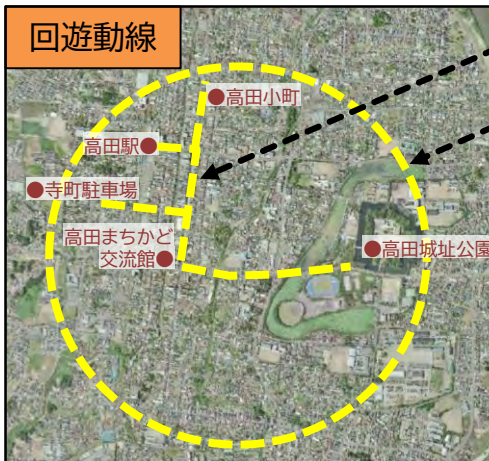 回遊動線
●高田小町
高田駅●
●寺町駐車場
高田まちかど
交流館●
●高田城址公園